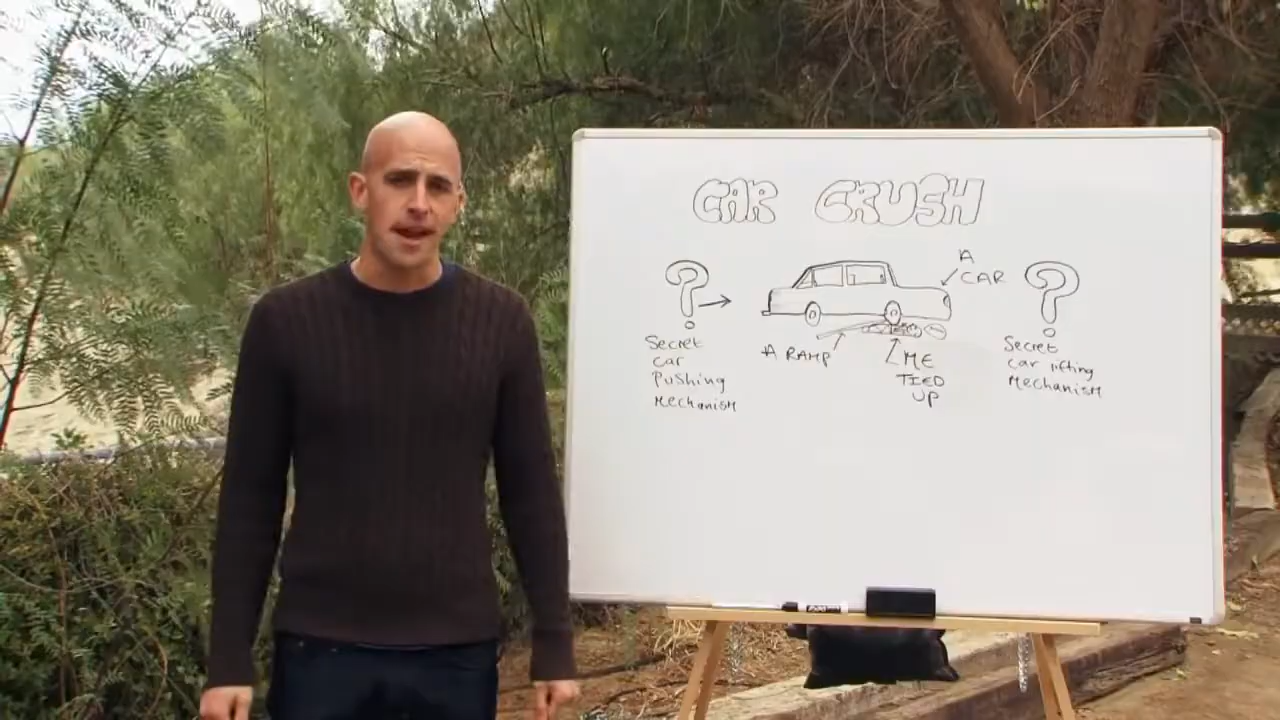 CAR CRUSH
A
CAR
Secret
car
Pushing
Mechanism
A RAMP
ME
TIED
UP
Secret
car lifting
Mechanism